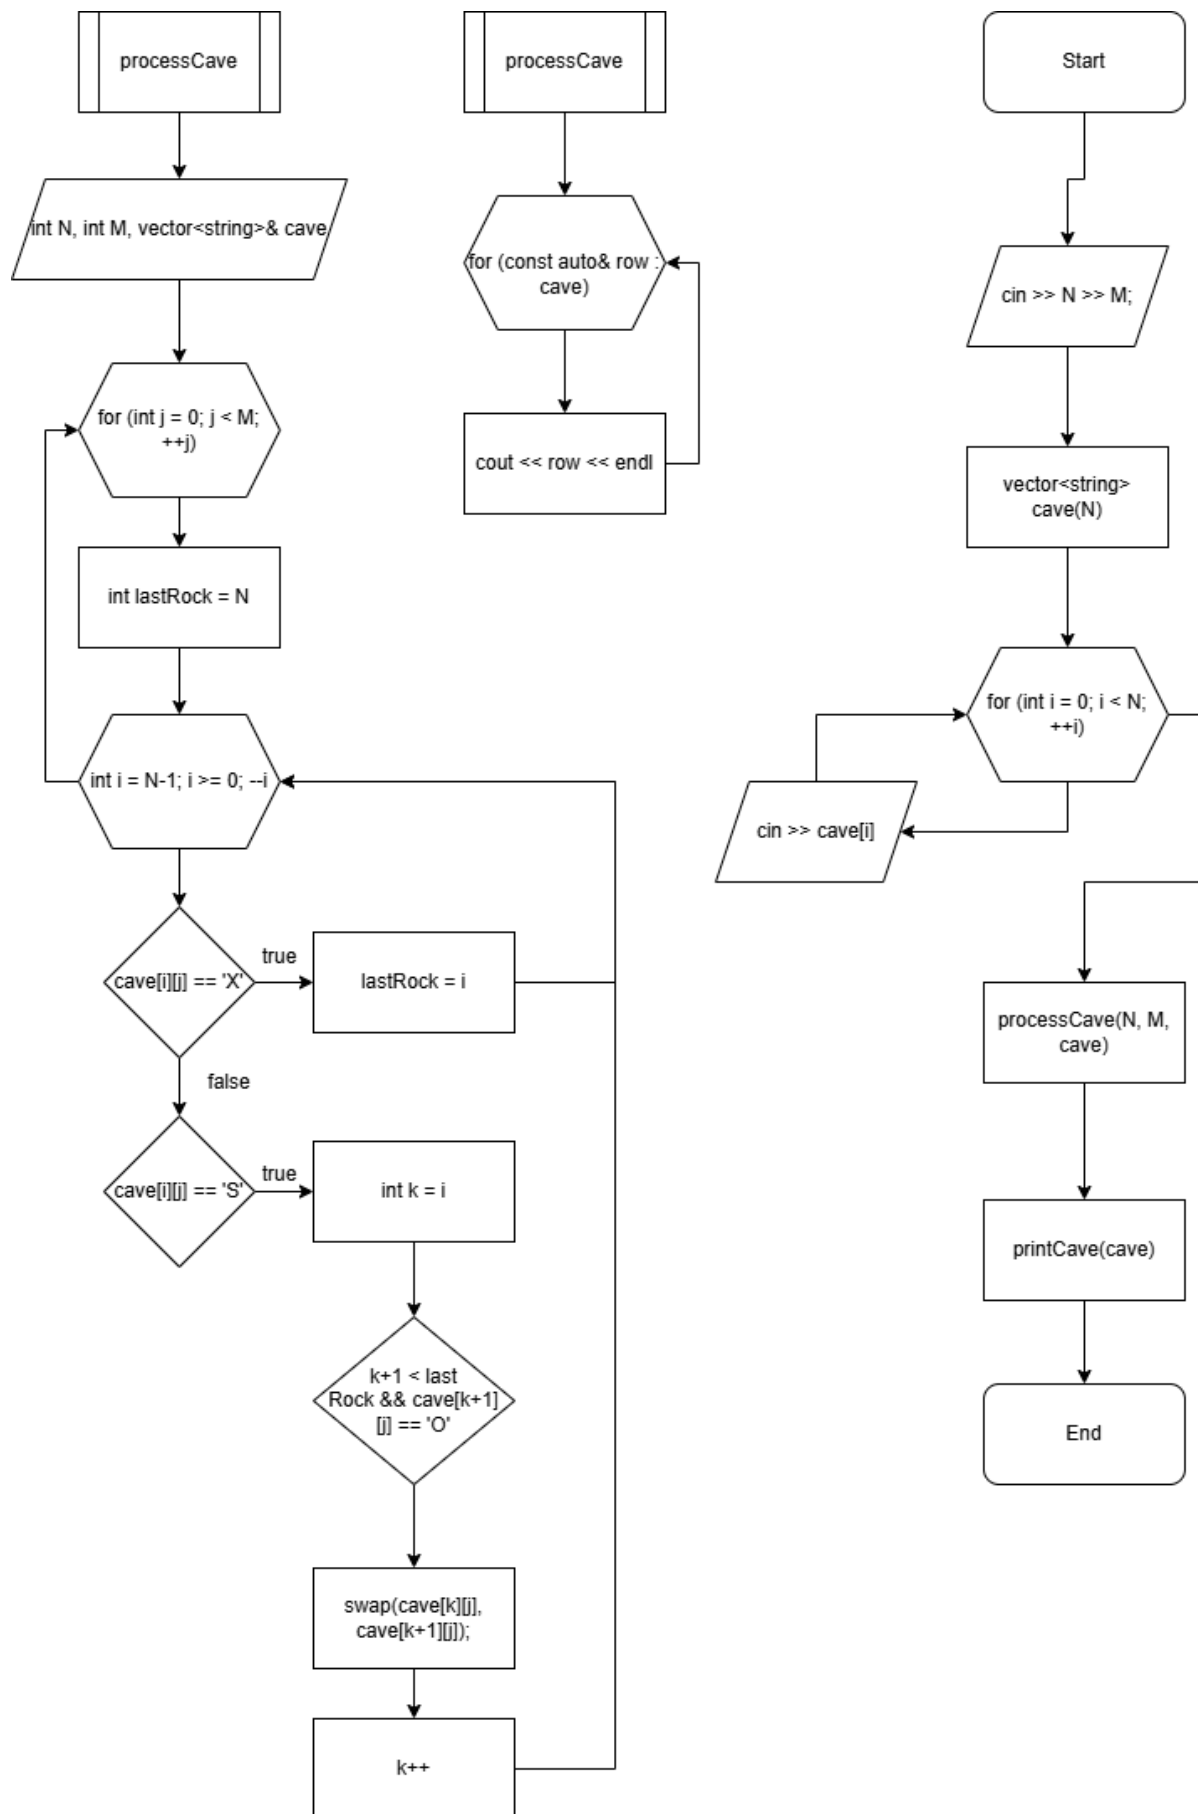 processCave
int N, int M, vector<string>& cave
for (int j = 0; j < M;
++j)
int lastRock = N
int i = N-1; i >= 0; --i
cave[i][j] == 'X'
true
lastRock = i
false
cave[i][j] == 'S'
true
int k = i
k+1 < last
Rock && cave[k+1]
[j] == 'O'
swap(cave[k][j],
cave[k+1][j]);
k++
processCave
for (const auto& row :
cave)
cout << row << endl
Start
cin >> N >> M;
vector<string>
cave(N)
for (int i = 0; i < N;
++i)
cin >> cave[i]
processCave(N, M,
cave)
printCave(cave)
End